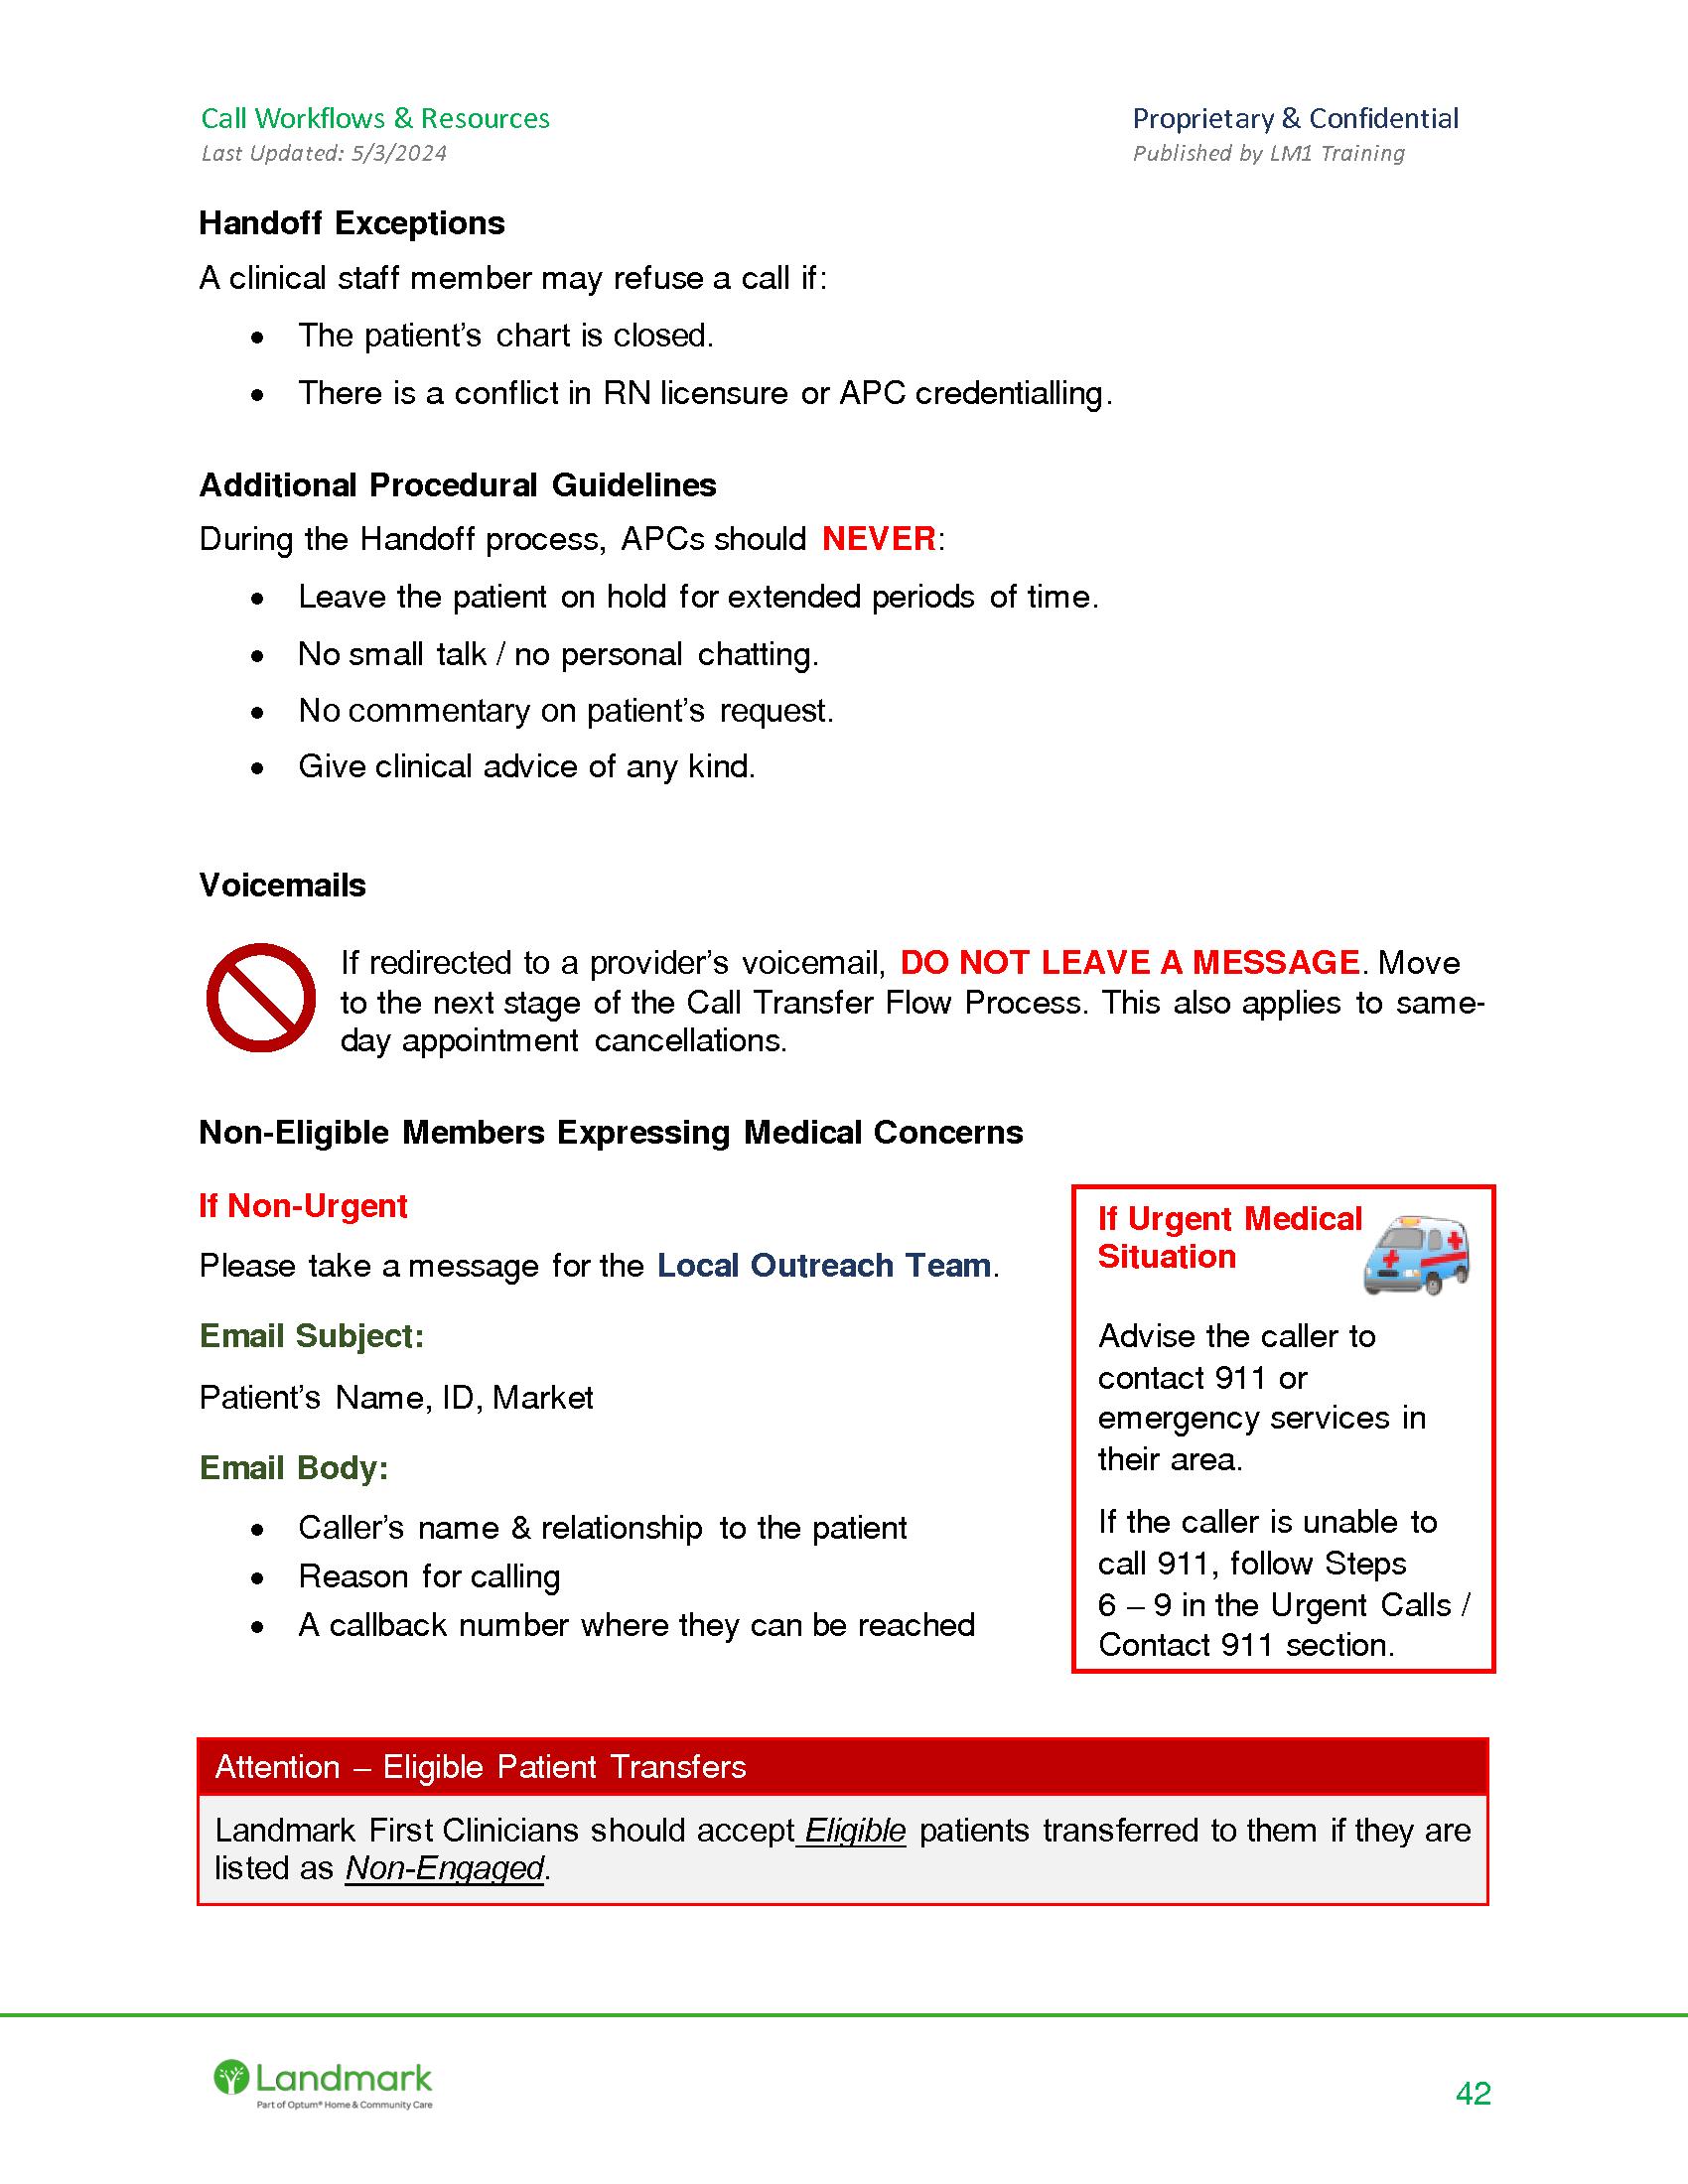 Call Workflows & Resources
Proprietary & Confidential
Last Updated: 5/3/2024
Published by LM1 Training
Handoff Exceptions
A clinical staff member may refuse a call if:
• The patient’s chart is closed.
• There is a conflict in RN licensure or APC credentialling.
Additional Procedural Guidelines
During the Handoff process, APCs should NEVER:
• Leave the patient on hold for extended periods of time.
• No small talk / no personal chatting.
• No commentary on patient’s request.
• Give clinical advice of any kind.
Voicemails
If redirected to a provider’s voicemail, DO NOT LEAVE A MESSAGE. Move
to the next stage of the Call Transfer Flow Process. This also applies to same-
day appointment cancellations.
Non-Eligible Members Expressing Medical Concerns
If Non-Urgent
Please take a message for the Local Outreach Team.
Email Subject:
Patient’s Name, ID, Market
Email Body:
• Caller’s name & relationship to the patient
• Reason for calling
• A callback number where they can be reached
If Urgent Medical
Situation
Advise the caller to
contact 911 or
emergency services in
their area.
If the caller is unable to
call 911, follow Steps
6 – 9 in the Urgent Calls /
Contact 911 section.
Attention – Eligible Patient Transfers
Landmark First Clinicians should accept Eligible patients transferred to them if they are
listed as Non-Engaged.
Landmark
Part of Optum® Home & Community Care
42